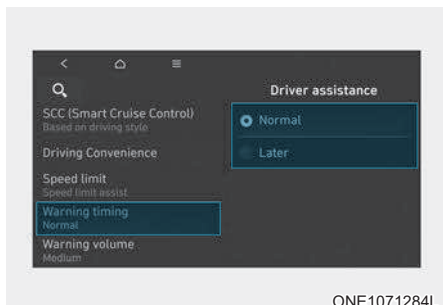 Driver assistance
SCC (Smart Cruise Control)
Based on driving style
Driving Convenience
Speed limit
Speed limit assist
Warning timing
Normal
Warning volume
Medium
Normal
Later
ONE1071284L